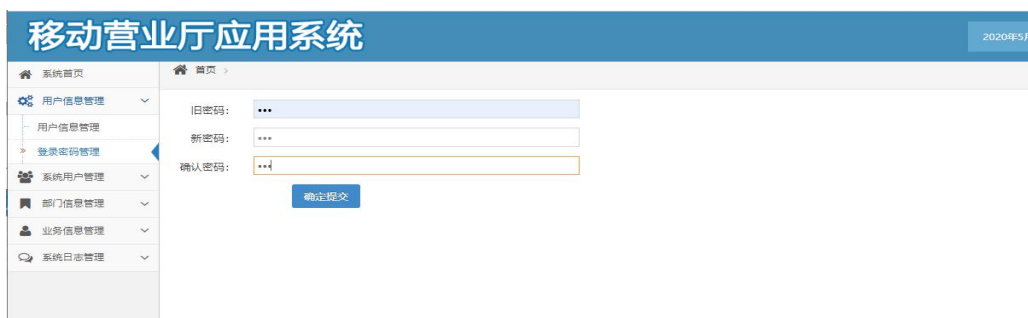 移动营业厅应用系统
2020年5月
系统首页
首页 >
用户信息管理
用户信息管理
登录密码管理
系统用户管理
部门信息管理
业务信息管理
系统日志管理
旧密码: •••
新密码: •••
确认密码: •••
确定提交